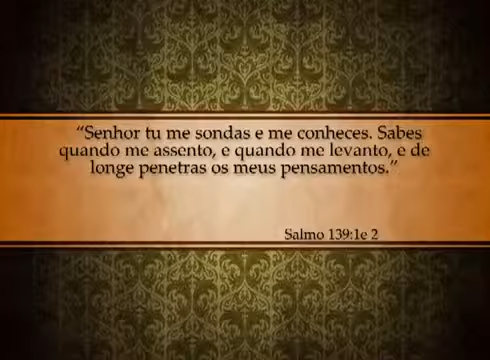 “Senhor tu me sondas e me conheces. Sabes
quando me assento, e quando me levanto, e de
longe penetras os meus pensamentos.”
Salmo 139:1e 2